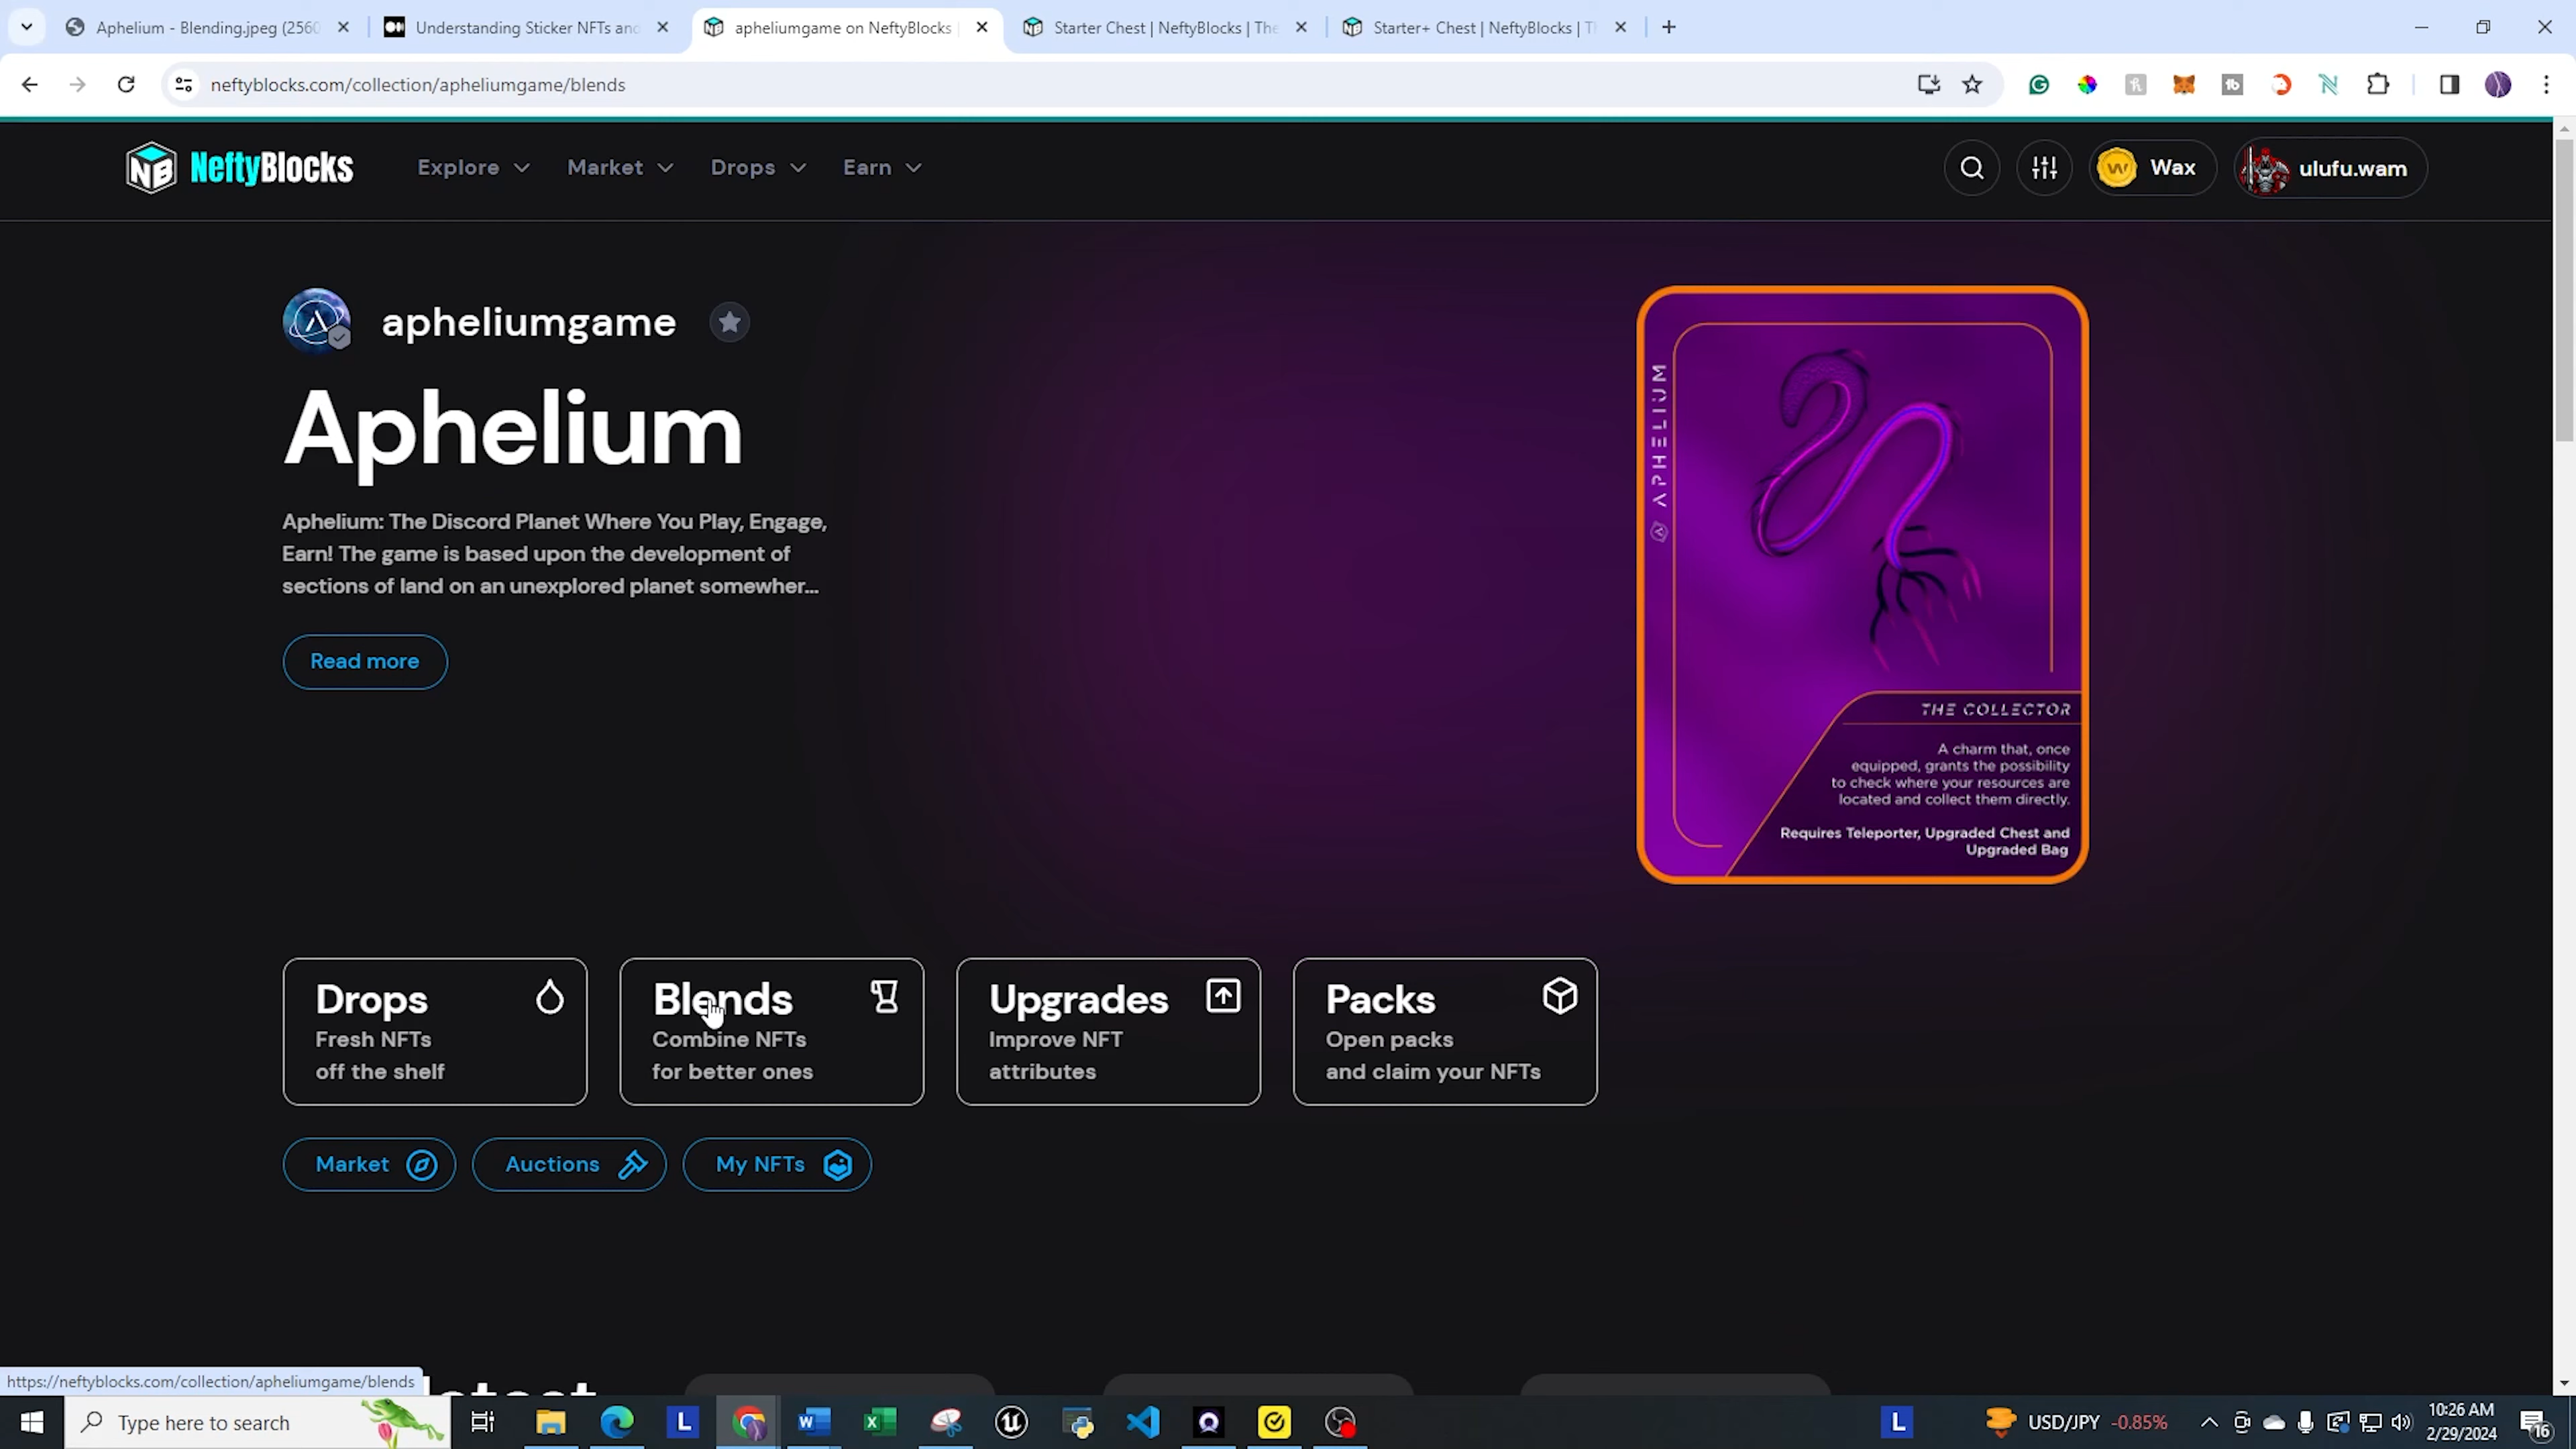 Aphelium - Blending.jpeg (2560
Understanding Sticker NFTs and
apheliumgame on NeftyBlocks |
Starter Chest | NeftyBlocks | The
Starter+ Chest | NeftyBlocks | Th
neftyblocks.com/collection/apheliumgame/blends
NeftyBlocks
Explore
Market
Drops
Earn
Wax
ulufu.wam
apheliumgame
Aphelium
Aphelium: The Discord Planet Where You Play, Engage,
Earn! The game is based upon the development of
sections of land on an unexplored planet somewher...
Read more
APHELIUM
THE COLLECTOR
A charm that, once
equipped, grants the possibility
to check where your resources are
located and collect them directly.
Requires Teleporter, Upgraded Chest and
Upgraded Bag
Drops
Fresh NFTs
off the shelf
Blends
Combine NFTs
for better ones
Upgrades
Improve NFT
attributes
Packs
Open packs
and claim your NFTs
Market
Auctions
My NFTs
https://neftyblocks.com/collection/apheliumgame/blends
Type here to search
USD/JPY -0.85%
10:26 AM
2/29/2024
16